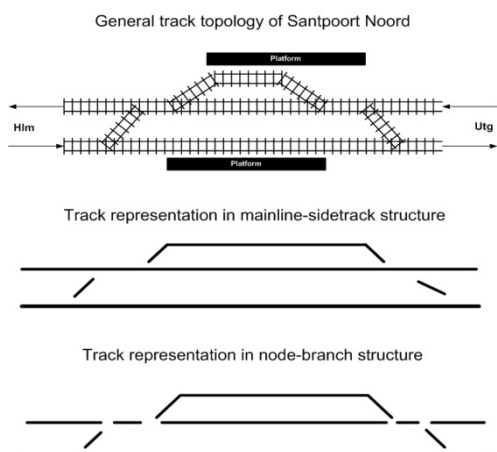 General track topology of Santpoort Noord
Platform
Hlm
Utg
Platform
Track representation in mainline-sidetrack structure
Track representation in node-branch structure